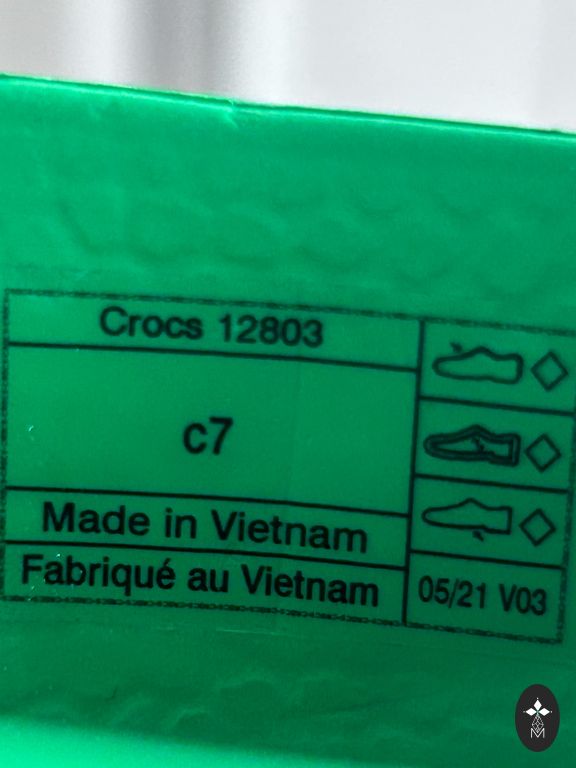 Crocs 12803
c7
Made in Vietnam
Fabriqué au Vietnam
05/21 V03
M